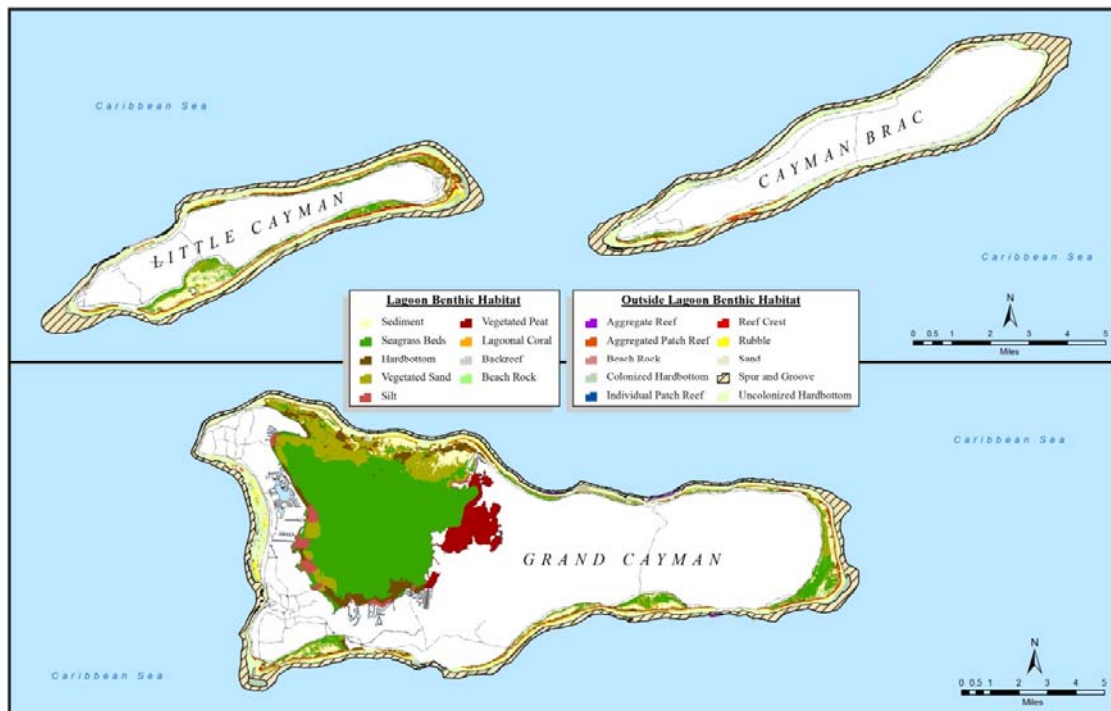 Caribbean Sea
CAYMAN BRAC
LITTLE CAYMAN
Caribbean Sea
N
0 0.5 1 2 3 4 5
Miles
Lagoon Benthic Habitat
Sediment
Seagrass Beds
Hardbottom
Vegetated Sand
Silt
Vegetated Peat
Lagoonal Coral
Backreef
Beach Rock
Outside Lagoon Benthic Habitat
Aggregate Reef
Aggregated Patch Reef
Beach Rock
Colonized Hardbottom
Individual Patch Reef
Reef Crest
Rubble
Sand
Spur and Groove
Uncolonized Hardbottom
Caribbean Sea
GRAND CAYMAN
Caribbean Sea
N
0 0.5 1 2 3 4 5
Miles